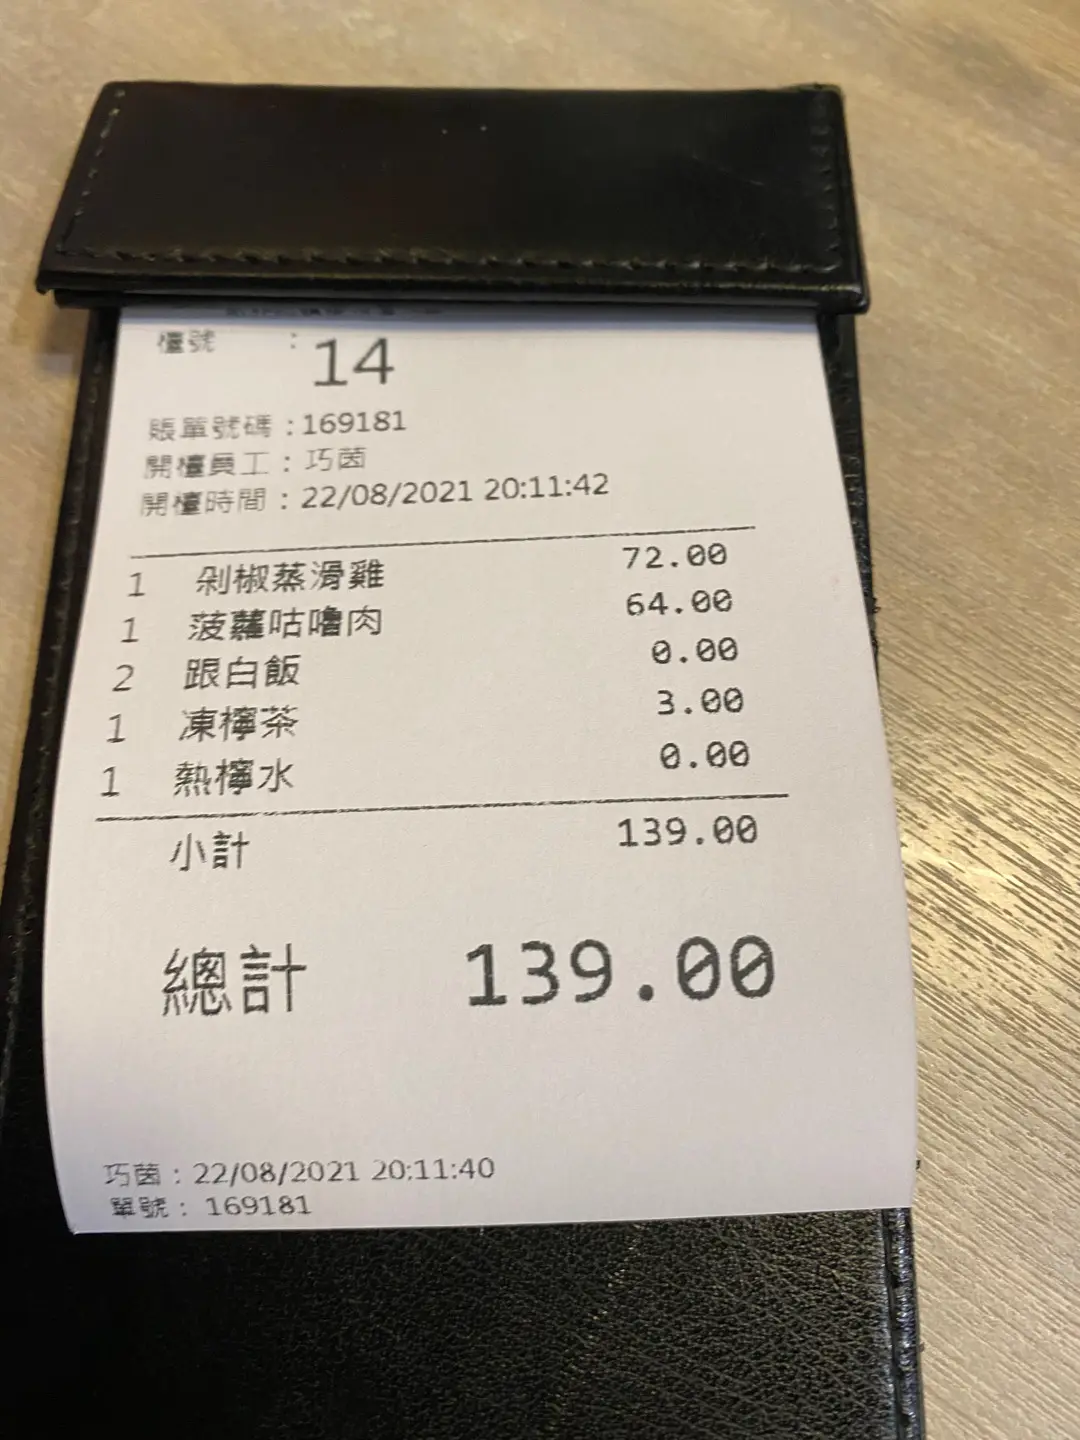 檯號 : 14
賬單號碼 : 169181
開檯員工 : 巧茵
開檯時間 : 22/08/2021 20:11:42
1 剁椒蒸滑雞 72.00
1 菠蘿咕嚕肉 64.00
2 跟白飯 0.00
1 凍檸茶 3.00
1 熱檸水 0.00
小計 139.00
總計 139.00
巧茵 : 22/08/2021 20:11:40
單號 : 169181